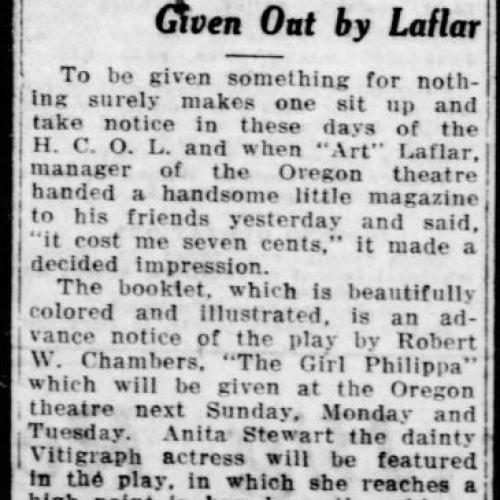 Given Out by Laflar
To be given something for noth-
ing surely makes one sit up and
take notice in these days of the
H. C. O. L. and when "Art" Laflar,
manager of the Oregon theatre
handed a handsome little magazine
to his friends yesterday and said,
"it cost me seven cents," it made a
decided impression.
The booklet, which is beautifully
colored and illustrated, is an ad-
vance notice of the play by Robert
W. Chambers, "The Girl Philippa"
which will be given at the Oregon
theatre next Sunday, Monday and
Tuesday. Anita Stewart the dainty
Vitigraph actress will be featured
in the play, in which she reaches a